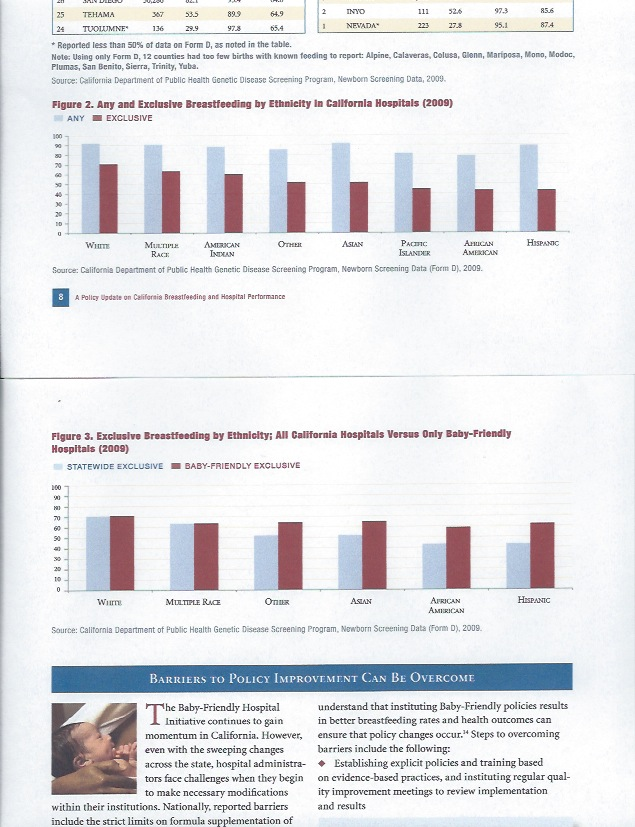 25 TEHAMA 367 53.5 89.9 64.9
24 TUOLUMNE* 136 29.9 97.8 65.4
2 INYO 111 52.6 97.3 85.6
1 NEVADA* 223 27.8 95.1 87.4
* Reported less than 50% of data on Form D, as noted in the table.
Note: Using only Form D, 12 counties had too few births with known feeding to report: Alpine, Calaveras, Colusa, Glenn, Mariposa, Mono, Modoc,
Plumas, San Benito, Sierra, Trinity, Yuba.
Source: California Department of Public Health Genetic Disease Screening Program, Newborn Screening Data, 2009.
Figure 2. Any and Exclusive Breastfeeding by Ethnicity in California Hospitals (2009)
ANY EXCLUSIVE
100
90
80
70
60
50
40
30
20
10
0
WHITE MULTIPLE RACE AMERICAN INDIAN OTHER ASIAN PACIFIC ISLANDER AFRICAN AMERICAN HISPANIC
Source: California Department of Public Health Genetic Disease Screening Program, Newborn Screening Data (Form D), 2009.
8 A Policy Update on California Breastfeeding and Hospital Performance
Figure 3. Exclusive Breastfeeding by Ethnicity; All California Hospitals Versus Only Baby-Friendly
Hospitals (2009)
STATEWIDE EXCLUSIVE BABY-FRIENDLY EXCLUSIVE
100
90
80
70
60
50
40
30
20
10
0
WHITE MULTIPLE RACE OTHER ASIAN AFRICAN AMERICAN HISPANIC
Source: California Department of Public Health Genetic Disease Screening Program, Newborn Screening Data (Form D), 2009.
BARRIERS TO POLICY IMPROVEMENT CAN BE OVERCOME
The Baby-Friendly Hospital
Initiative continues to gain
momentum in California. However,
even with the sweeping changes
across the state, hospital administra-
tors face challenges when they begin
to make necessary modifications
within their institutions. Nationally, reported barriers
include the strict limits on formula supplementation of
understand that instituting Baby-Friendly policies results
in better breastfeeding rates and health outcomes can
ensure that policy changes occur.¹⁴ Steps to overcoming
barriers include the following:
◆ Establishing explicit policies and training based
on evidence-based practices, and instituting regular qual-
ity improvement meetings to review implementation
and results